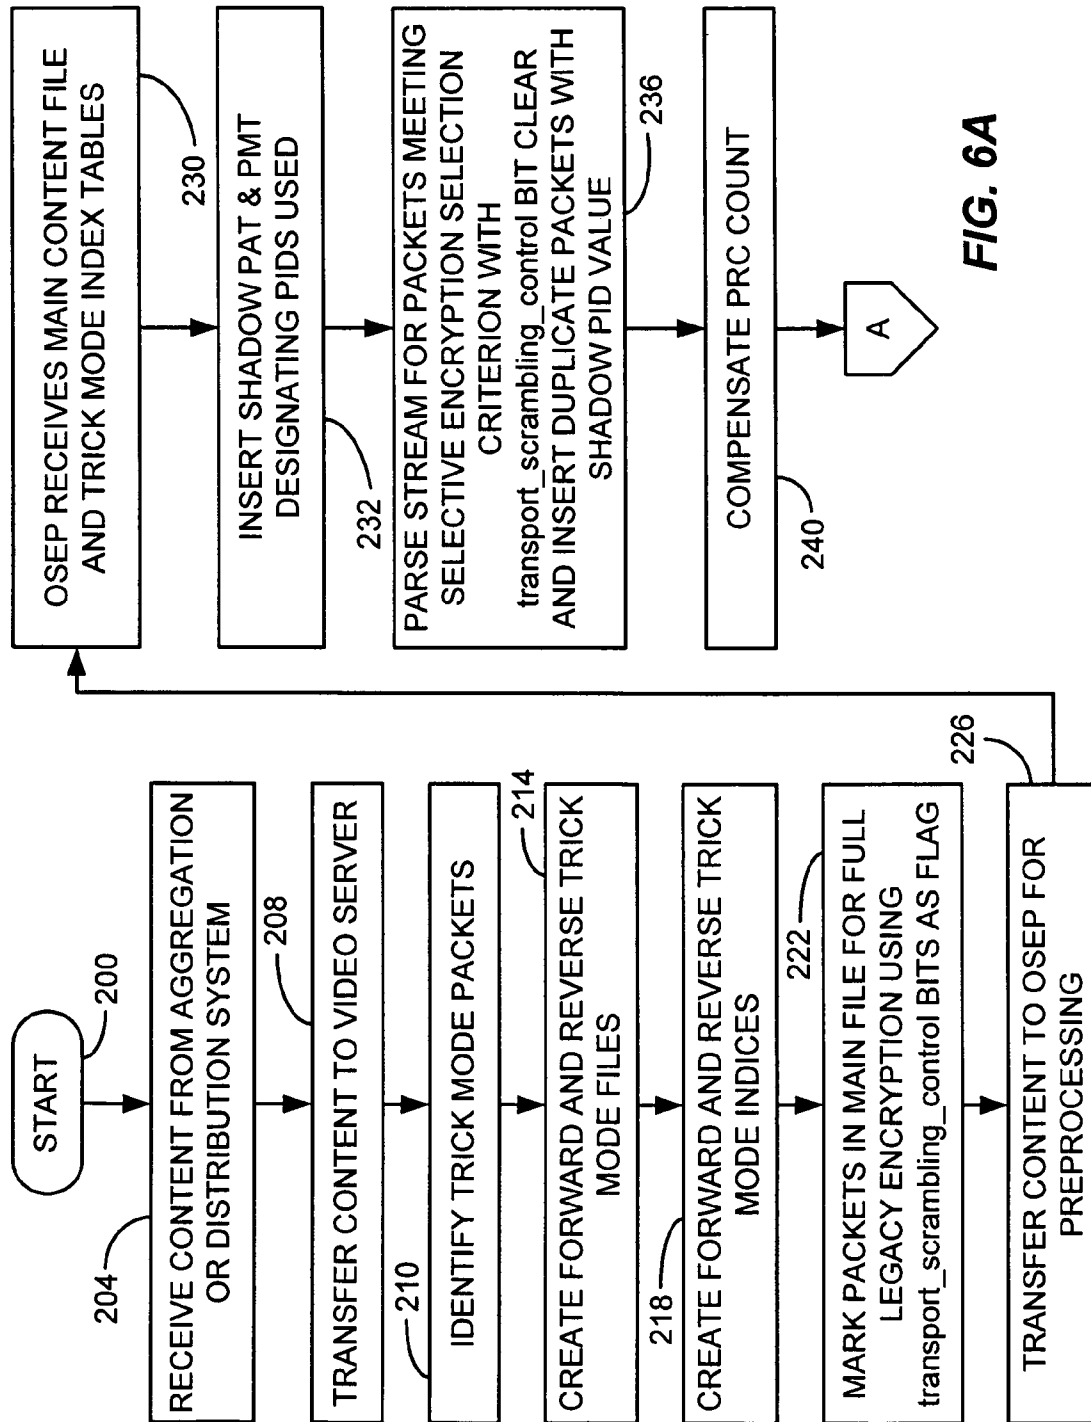 START
200
RECEIVE CONTENT FROM AGGREGATION
OR DISTRIBUTION SYSTEM
204
TRANSFER CONTENT TO VIDEO SERVER
208
IDENTIFY TRICK MODE PACKETS
210
CREATE FORWARD AND REVERSE TRICK
MODE FILES
214
CREATE FORWARD AND REVERSE TRICK
MODE INDICES
218
MARK PACKETS IN MAIN FILE FOR FULL
LEGACY ENCRYPTION USING
transport_scrambling_control BITS AS FLAG
222
TRANSFER CONTENT TO OSEP FOR
PREPROCESSING
226
OSEP RECEIVES MAIN CONTENT FILE
AND TRICK MODE INDEX TABLES
230
INSERT SHADOW PAT & PMT
DESIGNATING PIDS USED
232
PARSE STREAM FOR PACKETS MEETING
SELECTIVE ENCRYPTION SELECTION
CRITERION WITH
transport_scrambling_control BIT CLEAR
AND INSERT DUPLICATE PACKETS WITH
SHADOW PID VALUE
236
COMPENSATE PRC COUNT
240
A
FIG. 6A